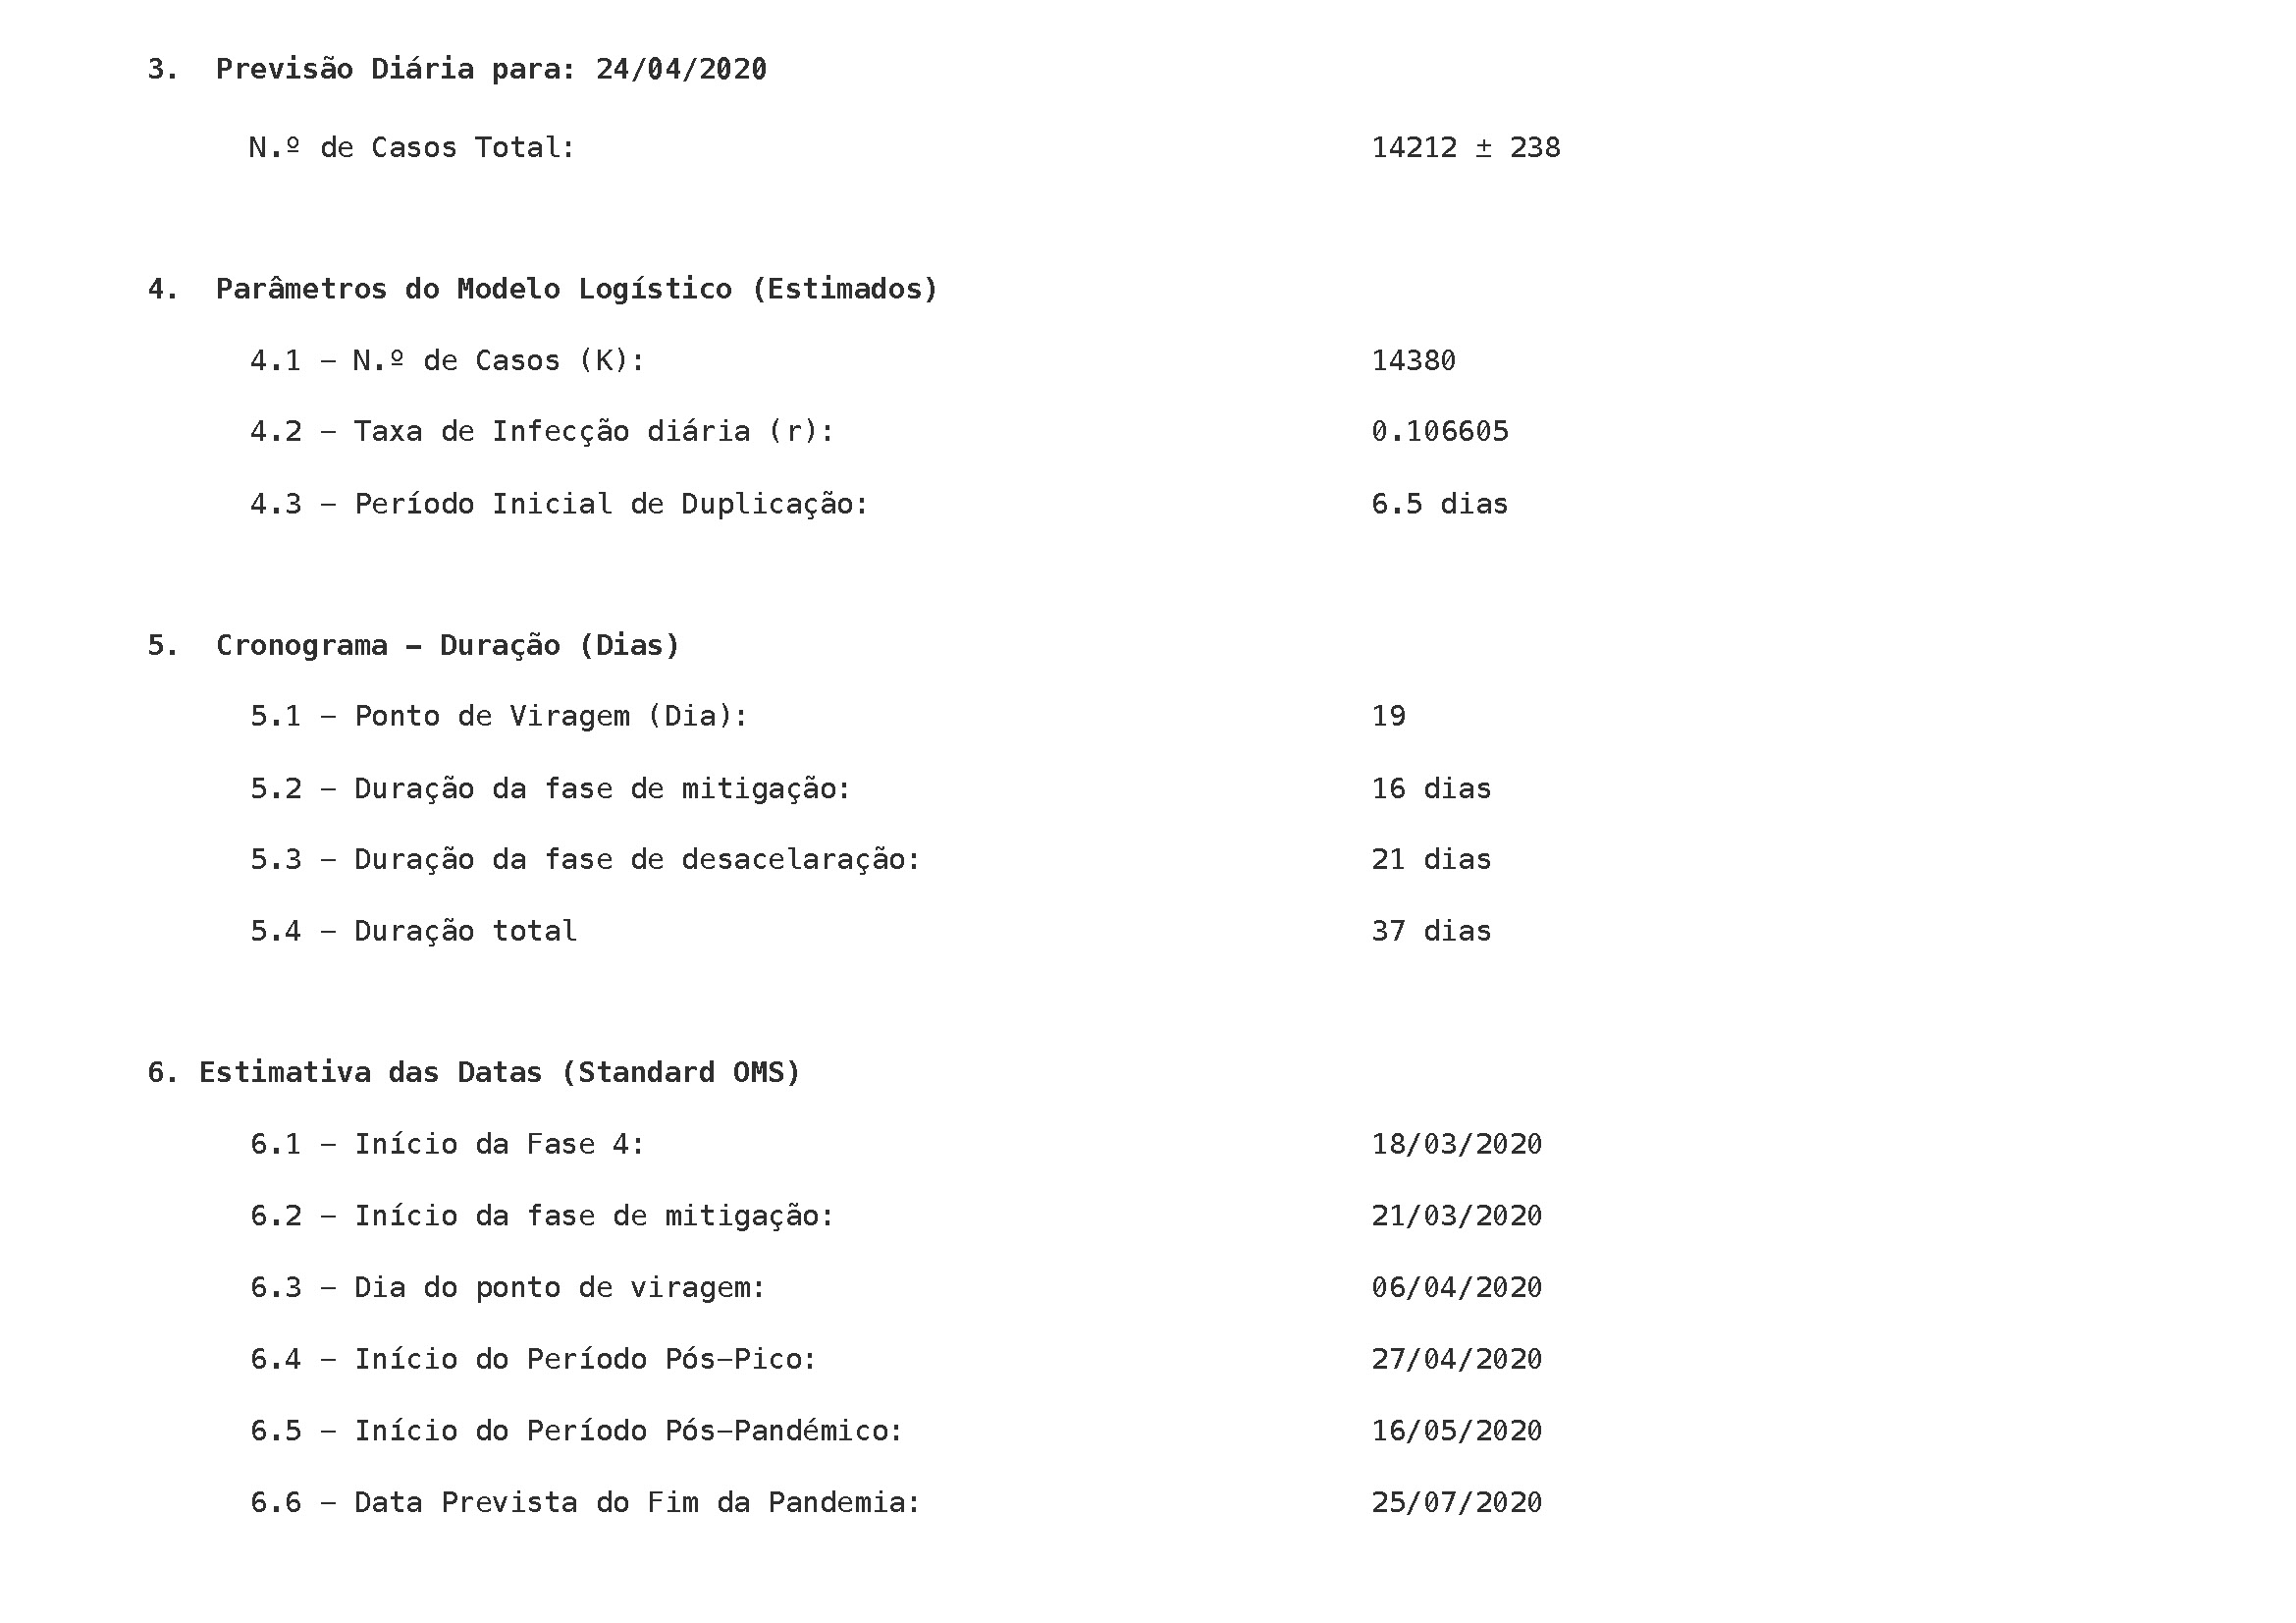 3. Previsão Diária para: 24/04/2020
N.º de Casos Total: 14212 ± 238
4. Parâmetros do Modelo Logístico (Estimados)
4.1 – N.º de Casos (K): 14380
4.2 – Taxa de Infecção diária (r): 0.106605
4.3 – Período Inicial de Duplicação: 6.5 dias
5. Cronograma – Duração (Dias)
5.1 – Ponto de Viragem (Dia): 19
5.2 – Duração da fase de mitigação: 16 dias
5.3 – Duração da fase de desacelaração: 21 dias
5.4 – Duração total 37 dias
6. Estimativa das Datas (Standard OMS)
6.1 – Início da Fase 4: 18/03/2020
6.2 – Início da fase de mitigação: 21/03/2020
6.3 – Dia do ponto de viragem: 06/04/2020
6.4 – Início do Período Pós–Pico: 27/04/2020
6.5 – Início do Período Pós–Pandémico: 16/05/2020
6.6 – Data Prevista do Fim da Pandemia: 25/07/2020